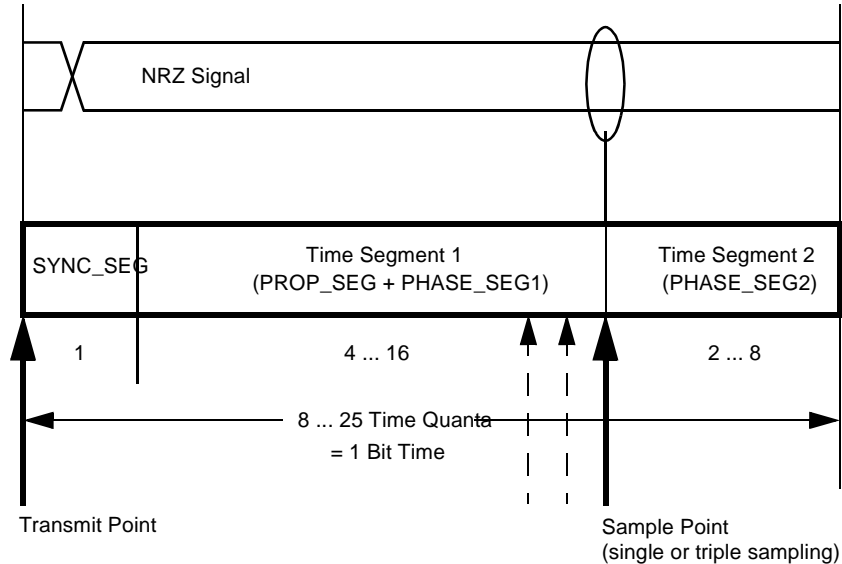 NRZ Signal
SYNC_SEG
Time Segment 1
(PROP_SEG + PHASE_SEG1)
Time Segment 2
(PHASE_SEG2)
1
4 ... 16
2 ... 8
8 ... 25 Time Quanta
= 1 Bit Time
Transmit Point
Sample Point
(single or triple sampling)